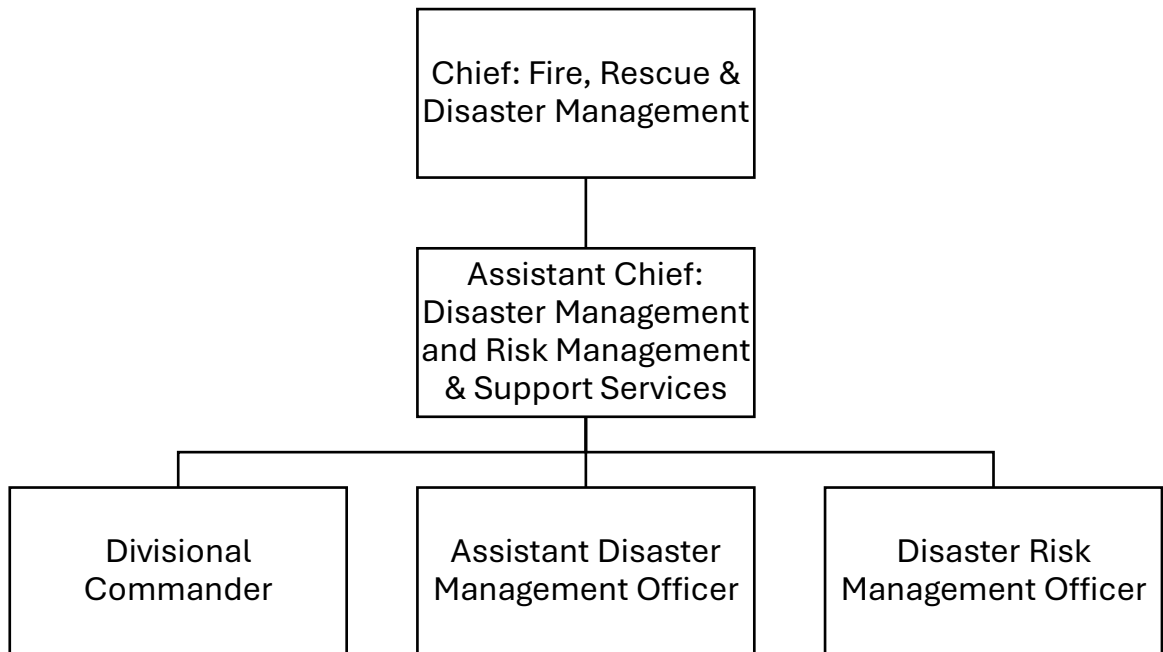 Chief: Fire, Rescue &
Disaster Management
Assistant Chief:
Disaster Management
and Risk Management
& Support Services
Divisional
Commander
Assistant Disaster
Management Officer
Disaster Risk
Management Officer